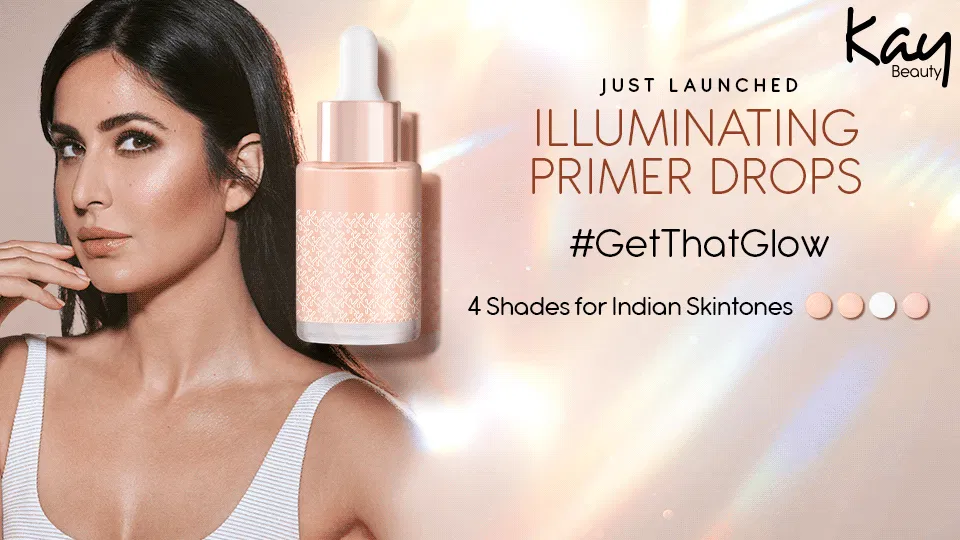 Kay
Beauty
JUST LAUNCHED
ILLUMINATING
PRIMER DROPS
#GetThatGlow
4 Shades for Indian Skintones